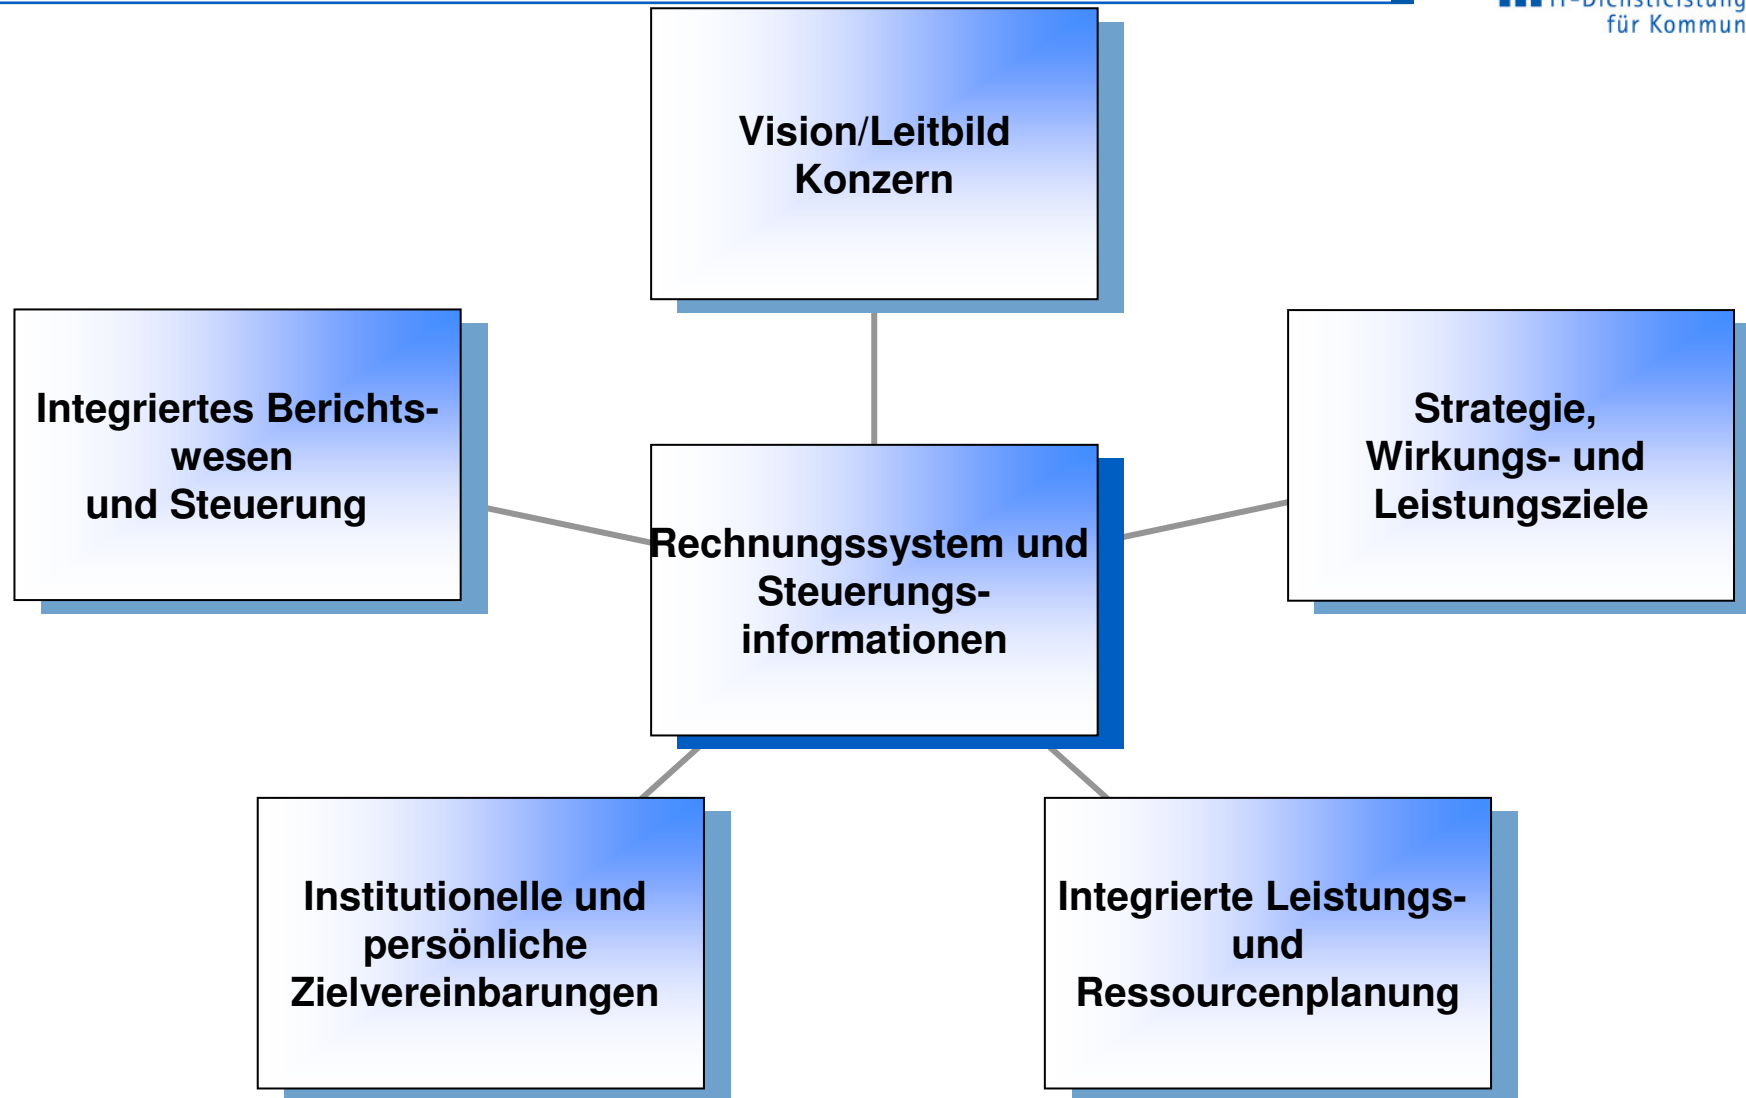 für Kommun
Vision/Leitbild
Konzern
Integriertes Berichts-
wesen
und Steuerung
Strategie,
Wirkungs- und
Leistungsziele
Rechnungssystem und
Steuerungs-
informationen
Institutionelle und
persönliche
Zielvereinbarungen
Integrierte Leistungs-
und
Ressourcenplanung